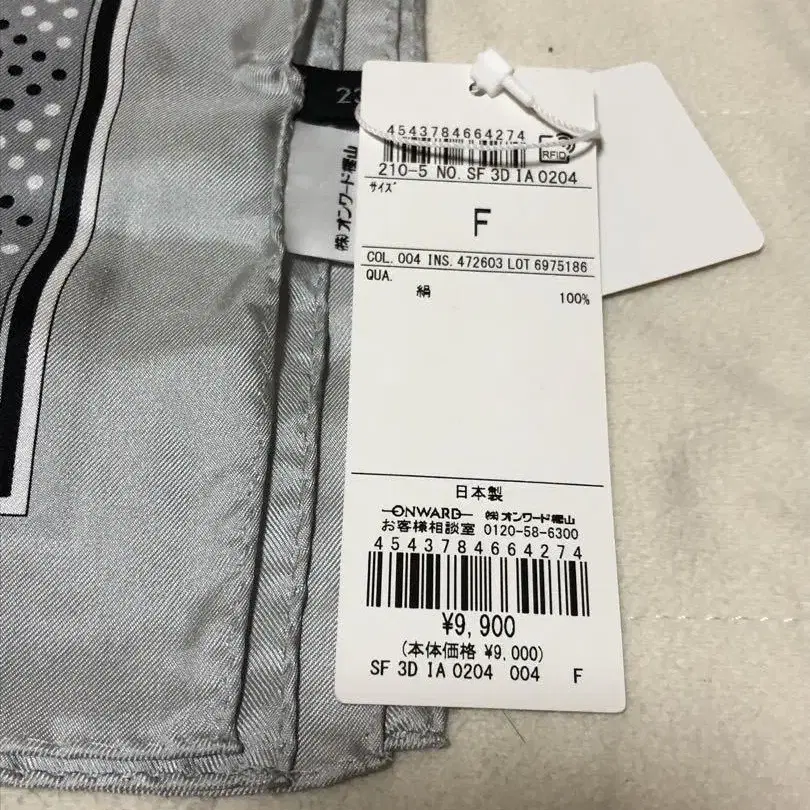 23
㈱オンワード樫山
4543784664274
RFID
210-5 NO. SF 3D IA 0204
サイズ
F
COL. 004 INS. 472603 LOT 6975186
QUA.
絹 100%
日本製
ONWARD ㈱オンワード樫山
お客様相談室 0120-58-6300
4543784664274
¥9,900
(本体価格 ¥9,000)
SF 3D IA 0204 004 F